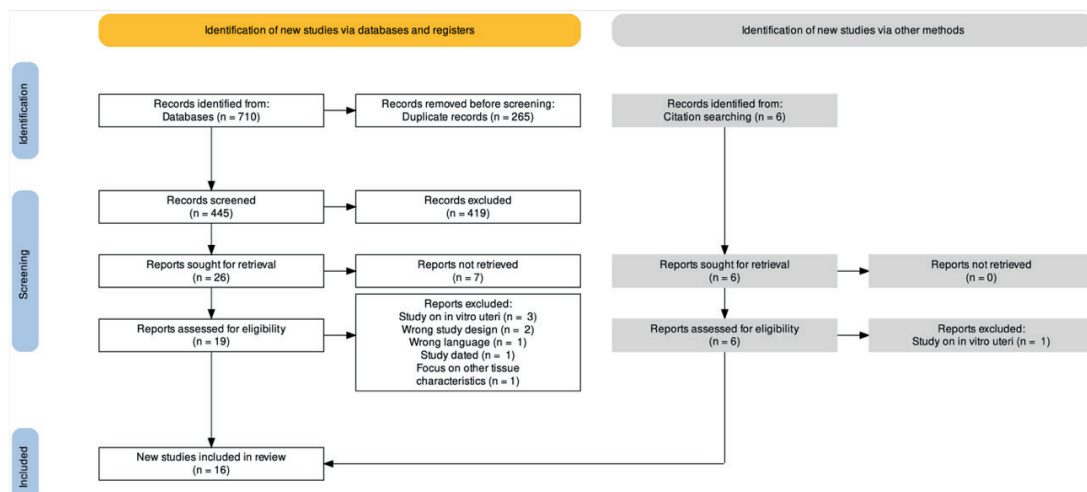 Identification of new studies via databases and registers
Identification of new studies via other methods
Identification
Records identified from:
Databases (n = 710)
Records removed before screening:
Duplicate records (n = 265)
Records identified from:
Citation searching (n = 6)
Screening
Records screened
(n = 445)
Records excluded
(n = 419)
Reports sought for retrieval
(n = 26)
Reports not retrieved
(n = 7)
Reports sought for retrieval
(n = 6)
Reports not retrieved
(n = 0)
Reports assessed for eligibility
(n = 19)
Reports excluded:
Study on in vitro uteri (n = 3)
Wrong study design (n = 2)
Wrong language (n = 1)
Study dated (n = 1)
Focus on other tissue
characteristics (n = 1)
Reports assessed for eligibility
(n = 6)
Reports excluded:
Study on in vitro uteri (n = 1)
Included
New studies included in review
(n = 16)